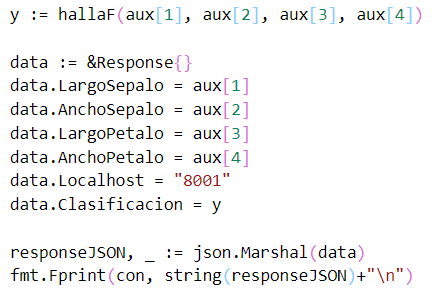 y := hallaF(aux[1], aux[2], aux[3], aux[4])
data := &Response{}
data.LargoSepalo = aux[1]
data.AnchoSepalo = aux[2]
data.LargoPetalo = aux[3]
data.AnchoPetalo = aux[4]
data.Localhost = "8001"
data.Clasificacion = y
responseJSON, _ := json.Marshal(data)
fmt.Fprint(con, string(responseJSON)+"\n")